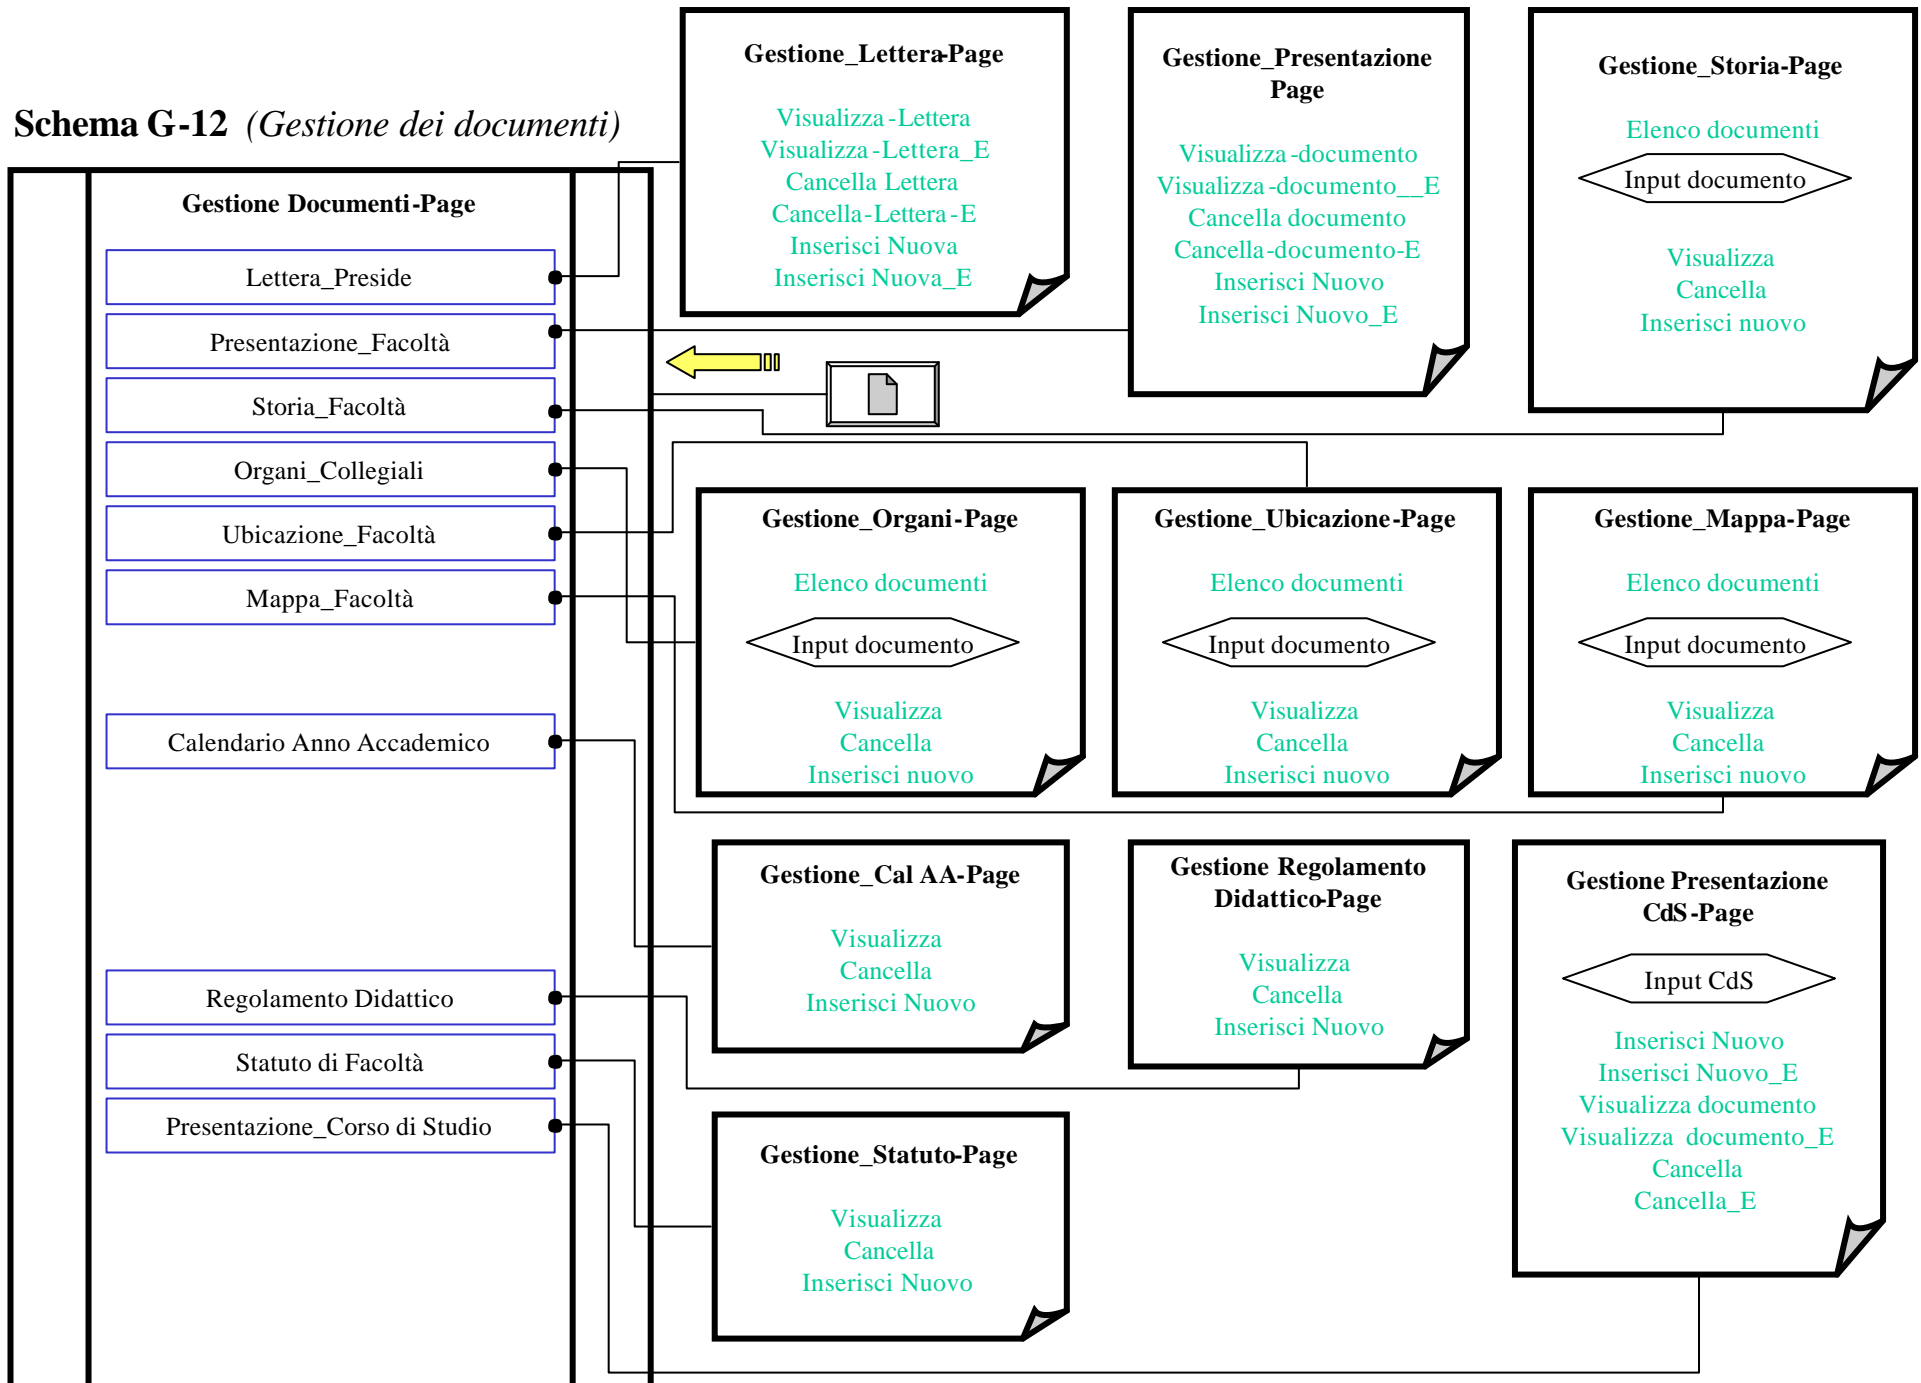 Schema G-12 (Gestione dei documenti)
Gestione Documenti-Page
Lettera_Preside
Presentazione_Facoltà
Storia_Facoltà
Organi_Collegiali
Ubicazione_Facoltà
Mappa_Facoltà
Calendario Anno Accademico
Regolamento Didattico
Statuto di Facoltà
Presentazione_Corso di Studio
Gestione_Lettera-Page
Visualizza-Lettera
Visualizza-Lettera_E
Cancella Lettera
Cancella-Lettera-E
Inserisci Nuova
Inserisci Nuova_E
Gestione_Presentazione
Page
Visualizza-documento
Visualizza-documento__E
Cancella documento
Cancella-documento-E
Inserisci Nuovo
Inserisci Nuovo_E
Gestione_Storia-Page
Elenco documenti
Input documento
Visualizza
Cancella
Inserisci nuovo
Gestione_Organi-Page
Elenco documenti
Input documento
Visualizza
Cancella
Inserisci nuovo
Gestione_Ubicazione-Page
Elenco documenti
Input documento
Visualizza
Cancella
Inserisci nuovo
Gestione_Mappa-Page
Elenco documenti
Input documento
Visualizza
Cancella
Inserisci nuovo
Gestione_Cal AA-Page
Visualizza
Cancella
Inserisci Nuovo
Gestione Regolamento
Didattico-Page
Visualizza
Cancella
Inserisci Nuovo
Gestione Presentazione
CdS-Page
Input CdS
Inserisci Nuovo
Inserisci Nuovo_E
Visualizza documento
Visualizza documento_E
Cancella
Cancella_E
Gestione_Statuto-Page
Visualizza
Cancella
Inserisci Nuovo